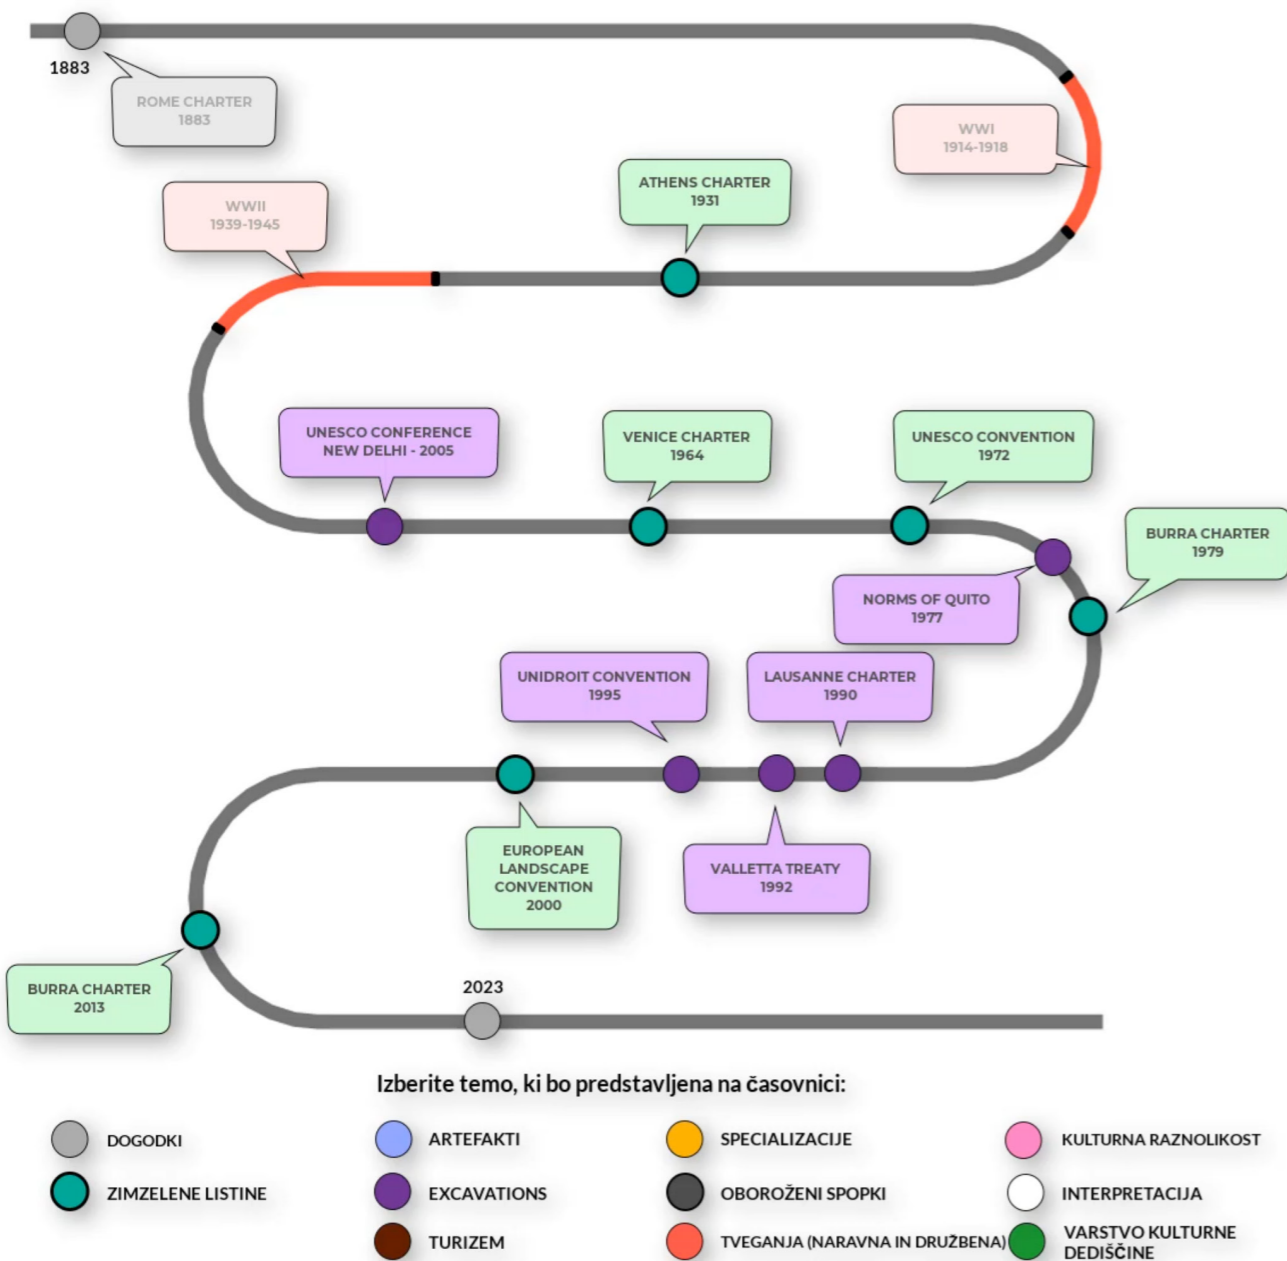 1883
ROME CHARTER
1883
WWI
1914-1918
ATHENS CHARTER
1931
WWII
1939-1945
UNESCO CONFERENCE
NEW DELHI - 2005
VENICE CHARTER
1964
UNESCO CONVENTION
1972
BURRA CHARTER
1979
NORMS OF QUITO
1977
UNIDROIT CONVENTION
1995
LAUSANNE CHARTER
1990
EUROPEAN
LANDSCAPE
CONVENTION
2000
VALLETTA TREATY
1992
BURRA CHARTER
2013
2023
Izberite temo, ki bo predstavljena na časovnici:
DOGODKI
ARTEFAKTI
SPECIALIZACIJE
KULTURNA RAZNOLIKOST
ZIMZELENE LISTINE
EXCAVATIONS
OBOROŽENI SPOPKI
INTERPRETACIJA
TURIZEM
TVEGANJA (NARAVNA IN DRUŽBENA)
VARSTVO KULTURNE
DEDIŠČINE